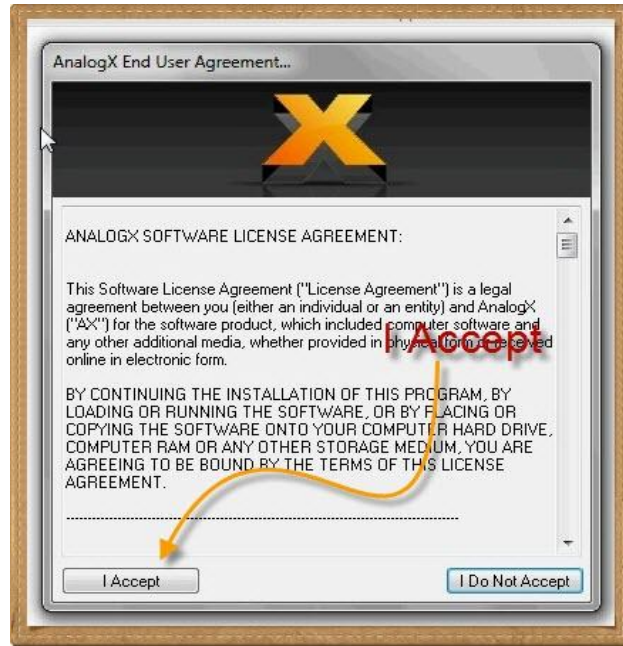 AnalogX End User Agreement...
X
ANALOGX SOFTWARE LICENSE AGREEMENT:
This Software License Agreement ("License Agreement") is a legal
agreement between you (either an individual or an entity) and AnalogX
("AX") for the software product, which included computer software and
any other additional media, whether provided in physical form or received
online in electronic form.
I Accept
BY CONTINUING THE INSTALLATION OF THIS PROGRAM, BY
LOADING OR RUNNING THE SOFTWARE, OR BY PLACING OR
COPYING THE SOFTWARE ONTO YOUR COMPUTER HARD DRIVE,
COMPUTER RAM OR ANY OTHER STORAGE MEDIUM, YOU ARE
AGREEING TO BE BOUND BY THE TERMS OF THIS LICENSE
AGREEMENT.
I Accept
I Do Not Accept